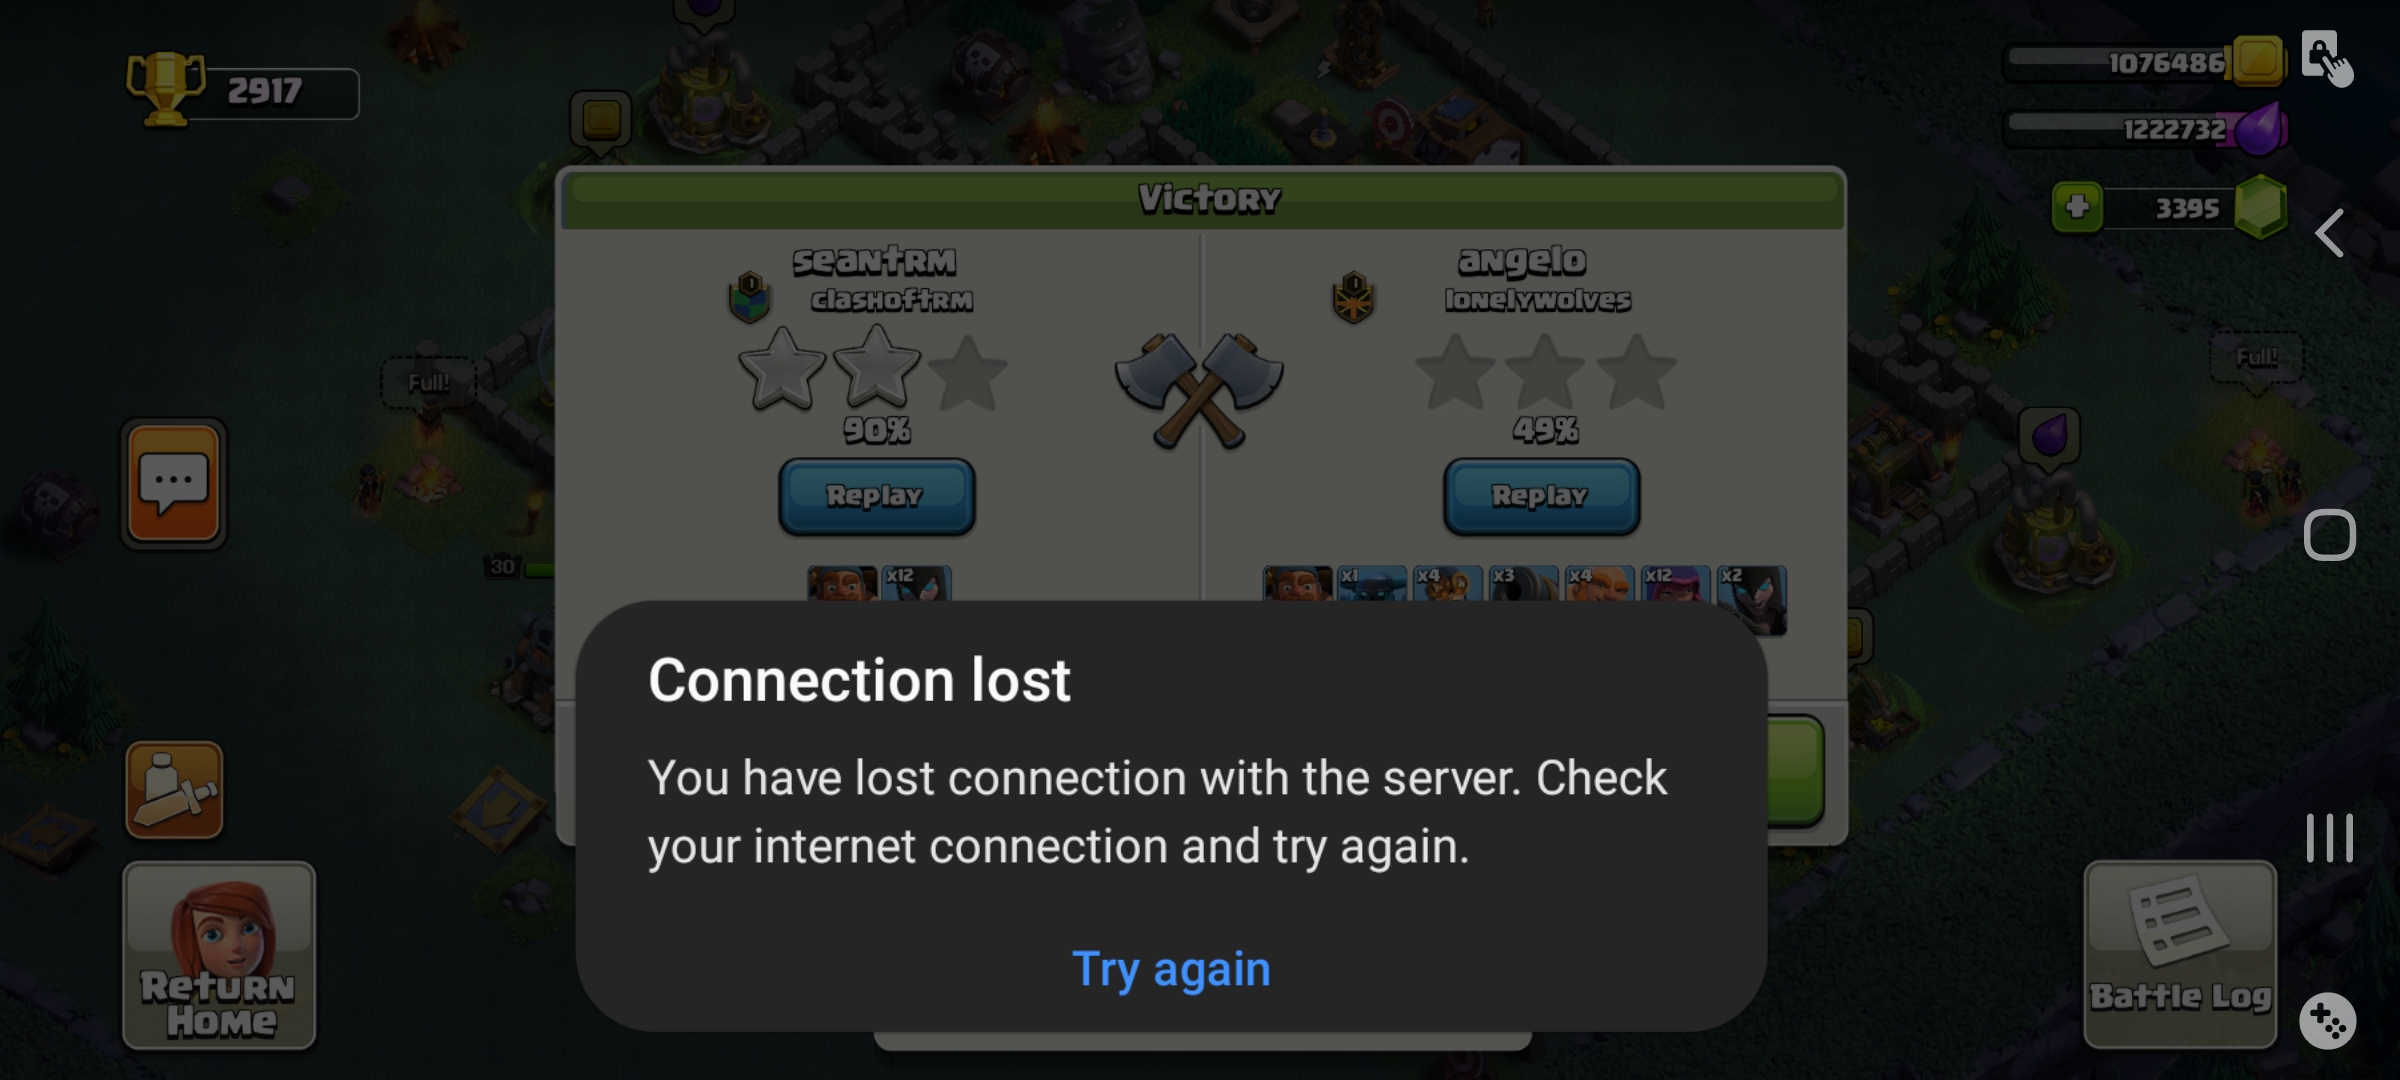 2917
1076486
1222732
3395
Victory
seantrm
clashoftrm
90%
Replay
x12
angelo
lonelywolves
49%
Replay
x1 x4 x3 x4 x12 x2
Full!
Full!
30
Connection lost
You have lost connection with the server. Check
your internet connection and try again.
Try again
Return
Home
Battle Log